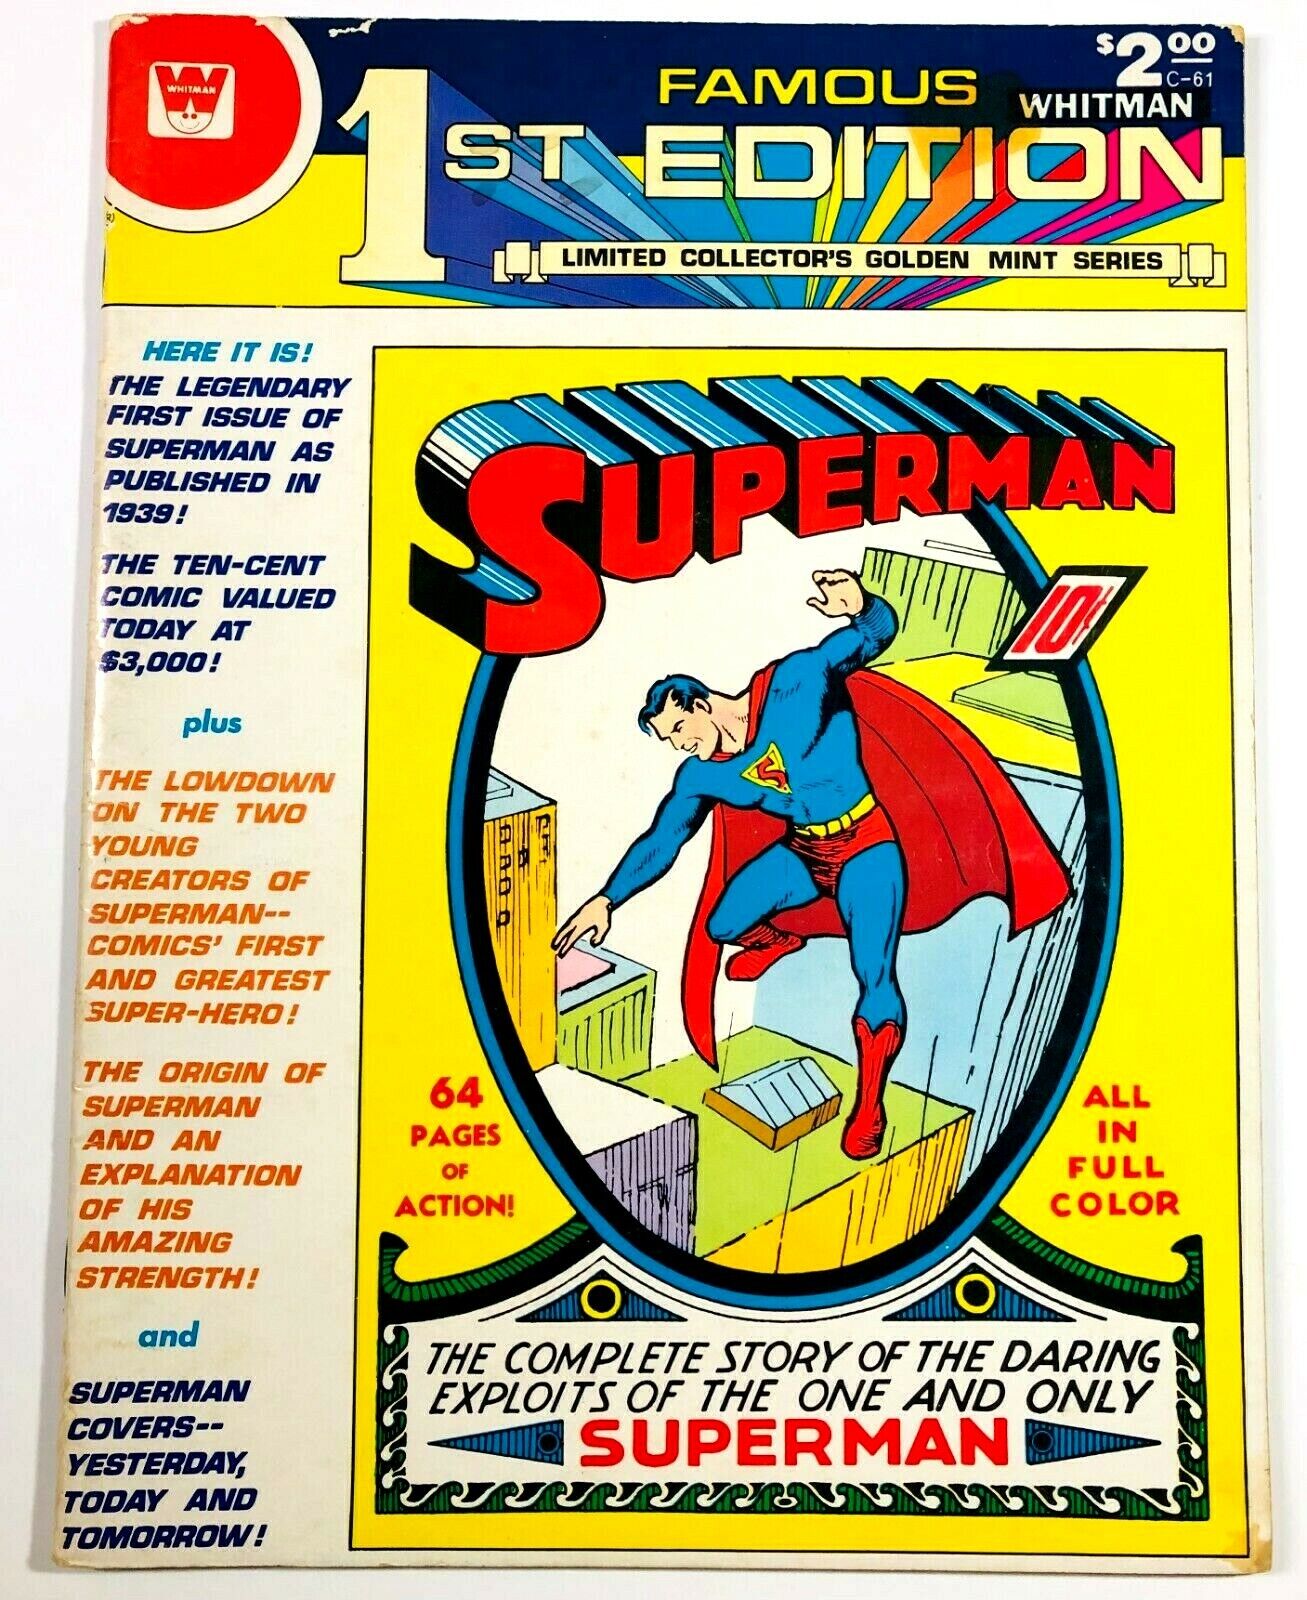 WHITMAN
$2.00
C-61
WHITMAN
FAMOUS
1ST EDITION
LIMITED COLLECTOR'S GOLDEN MINT SERIES
HERE IT IS!
THE LEGENDARY
FIRST ISSUE OF
SUPERMAN AS
PUBLISHED IN
1939!
THE TEN-CENT
COMIC VALUED
TODAY AT
$3,000!
plus
THE LOWDOWN
ON THE TWO
YOUNG
CREATORS OF
SUPERMAN--
COMICS' FIRST
AND GREATEST
SUPER-HERO!
THE ORIGIN OF
SUPERMAN
AND AN
EXPLANATION
OF HIS
AMAZING
STRENGTH!
and
SUPERMAN
COVERS--
YESTERDAY,
TODAY AND
TOMORROW!
SUPERMAN
10¢
S
64
PAGES
OF
ACTION!
ALL
IN
FULL
COLOR
THE COMPLETE STORY OF THE DARING
EXPLOITS OF THE ONE AND ONLY
SUPERMAN